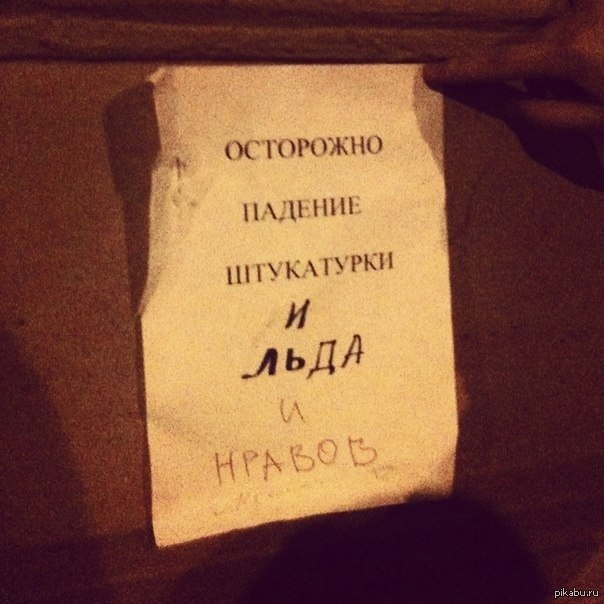 ОСТОРОЖНО
ПАДЕНИЕ
ШТУКАТУРКИ
И
ЛЬДА
И
НРАВОВ
pikabu.ru